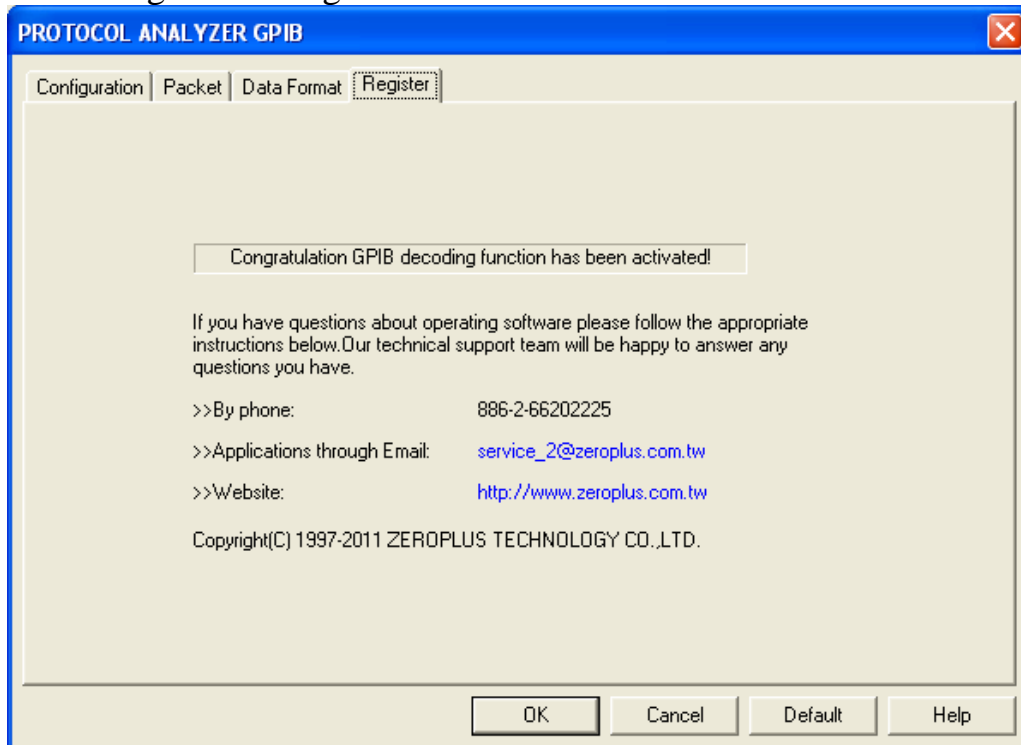 PROTOCOL ANALYZER GPIB
Configuration Packet Data Format Register
Congratulation GPIB decoding function has been activated!
If you have questions about operating software please follow the appropriate
instructions below.Our technical support team will be happy to answer any
questions you have.
>>By phone: 886-2-66202225
>>Applications through Email: service_2@zeroplus.com.tw
>>Website: http://www.zeroplus.com.tw
Copyright(C) 1997-2011 ZEROPLUS TECHNOLOGY CO.,LTD.
OK Cancel Default Help